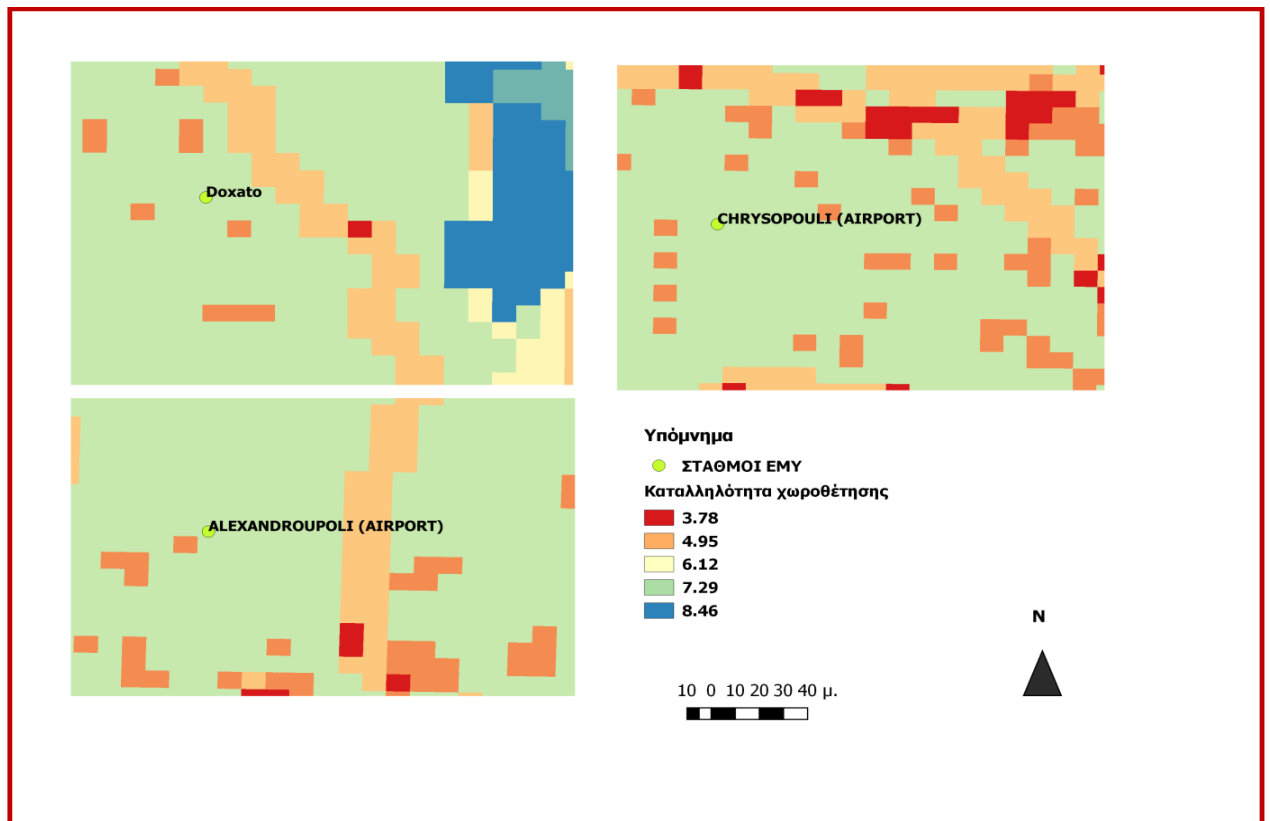 Doxato
CHRYSOPOULI (AIRPORT)
ALEXANDROUPOLI (AIRPORT)
Υπόμνημα
ΣΤΑΘΜΟΙ ΕΜΥ
Καταλληλότητα χωροθέτησης
3.78
4.95
6.12
7.29
8.46
N
10 0 10 20 30 40 μ.